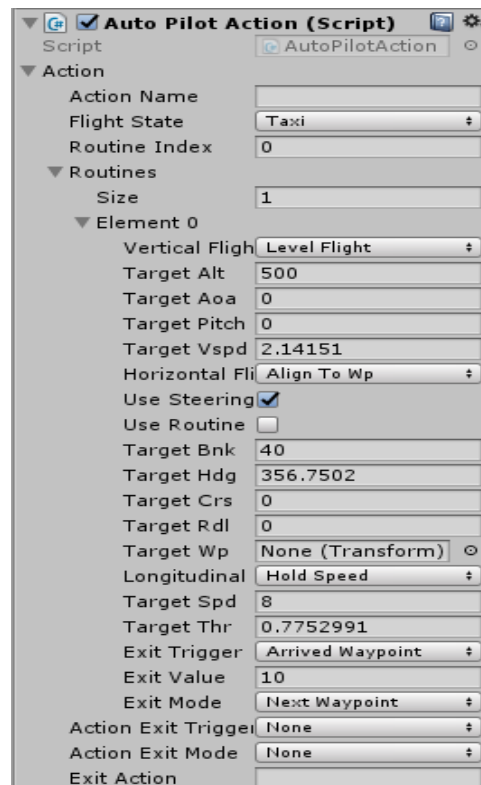 Auto Pilot Action (Script)
Script AutoPilotAction
Action
Action Name
Flight State Taxi
Routine Index 0
Routines
Size 1
Element 0
Vertical Fligh Level Flight
Target Alt 500
Target Aoa 0
Target Pitch 0
Target Vspd 2.14151
Horizontal Fli Align To Wp
Use Steering
Use Routine
Target Bnk 40
Target Hdg 356.7502
Target Crs 0
Target Rdl 0
Target Wp None (Transform)
Longitudinal Hold Speed
Target Spd 8
Target Thr 0.7752991
Exit Trigger Arrived Waypoint
Exit Value 10
Exit Mode Next Waypoint
Action Exit Trigger None
Action Exit Mode None
Exit Action